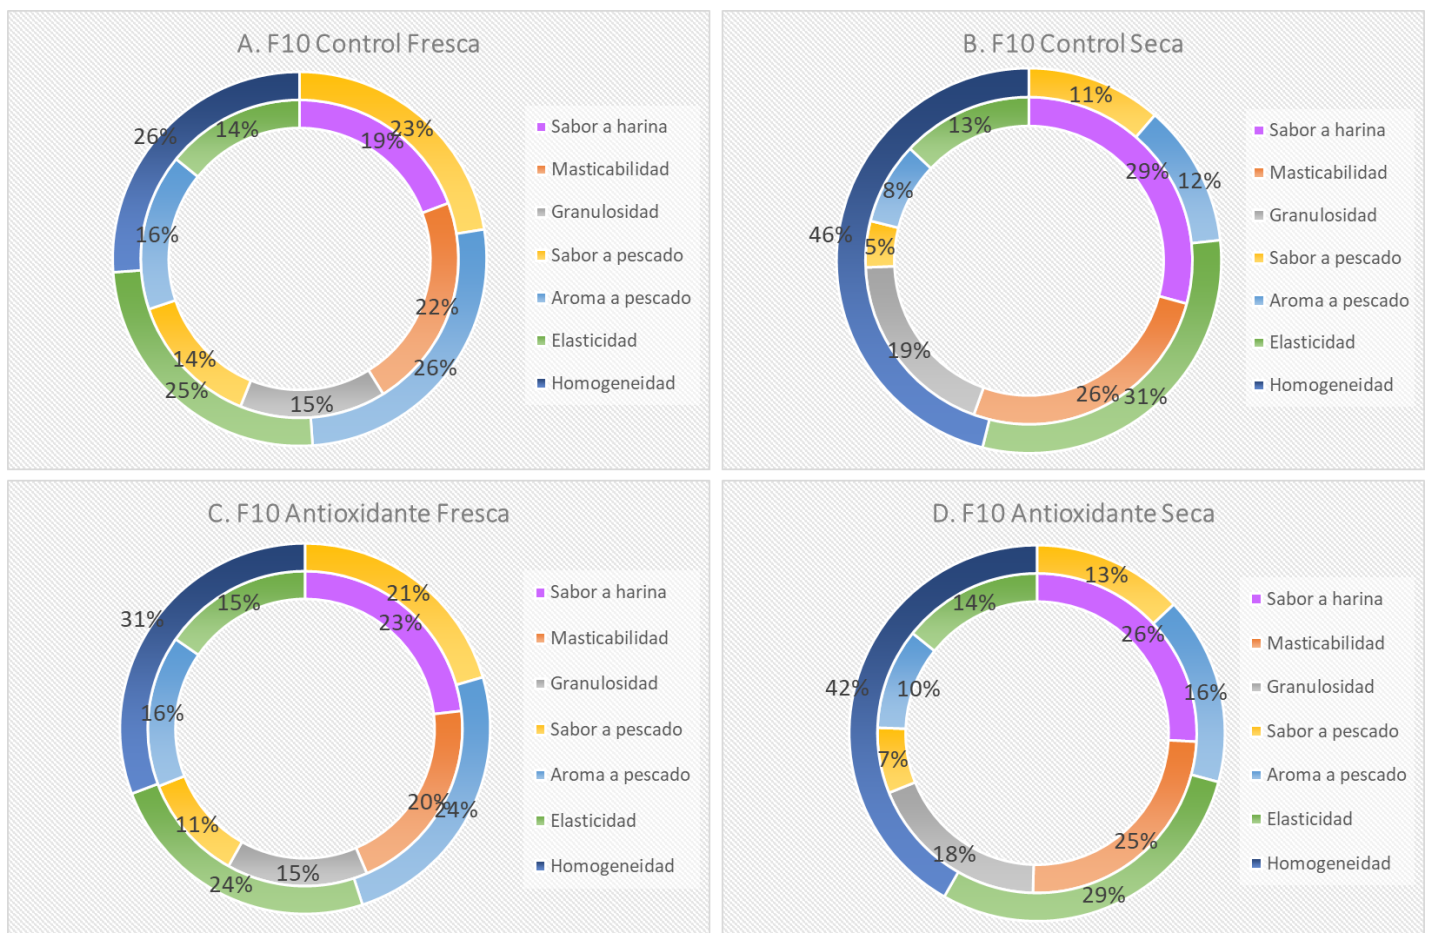 A. F10 Control Fresca
23%
19%
14%
26%
16%
22%
26%
14%
25%
15%
Sabor a harina
Masticabilidad
Granulosidad
Sabor a pescado
Aroma a pescado
Elasticidad
Homogeneidad
B. F10 Control Seca
11%
13%
29%
12%
8%
46%
5%
19%
26%
31%
Sabor a harina
Masticabilidad
Granulosidad
Sabor a pescado
Aroma a pescado
Elasticidad
Homogeneidad
C. F10 Antioxidante Fresca
21%
15%
23%
31%
16%
20%
24%
11%
15%
24%
Sabor a harina
Masticabilidad
Granulosidad
Sabor a pescado
Aroma a pescado
Elasticidad
Homogeneidad
D. F10 Antioxidante Seca
13%
14%
26%
42%
10%
16%
7%
25%
18%
29%
Sabor a harina
Masticabilidad
Granulosidad
Sabor a pescado
Aroma a pescado
Elasticidad
Homogeneidad